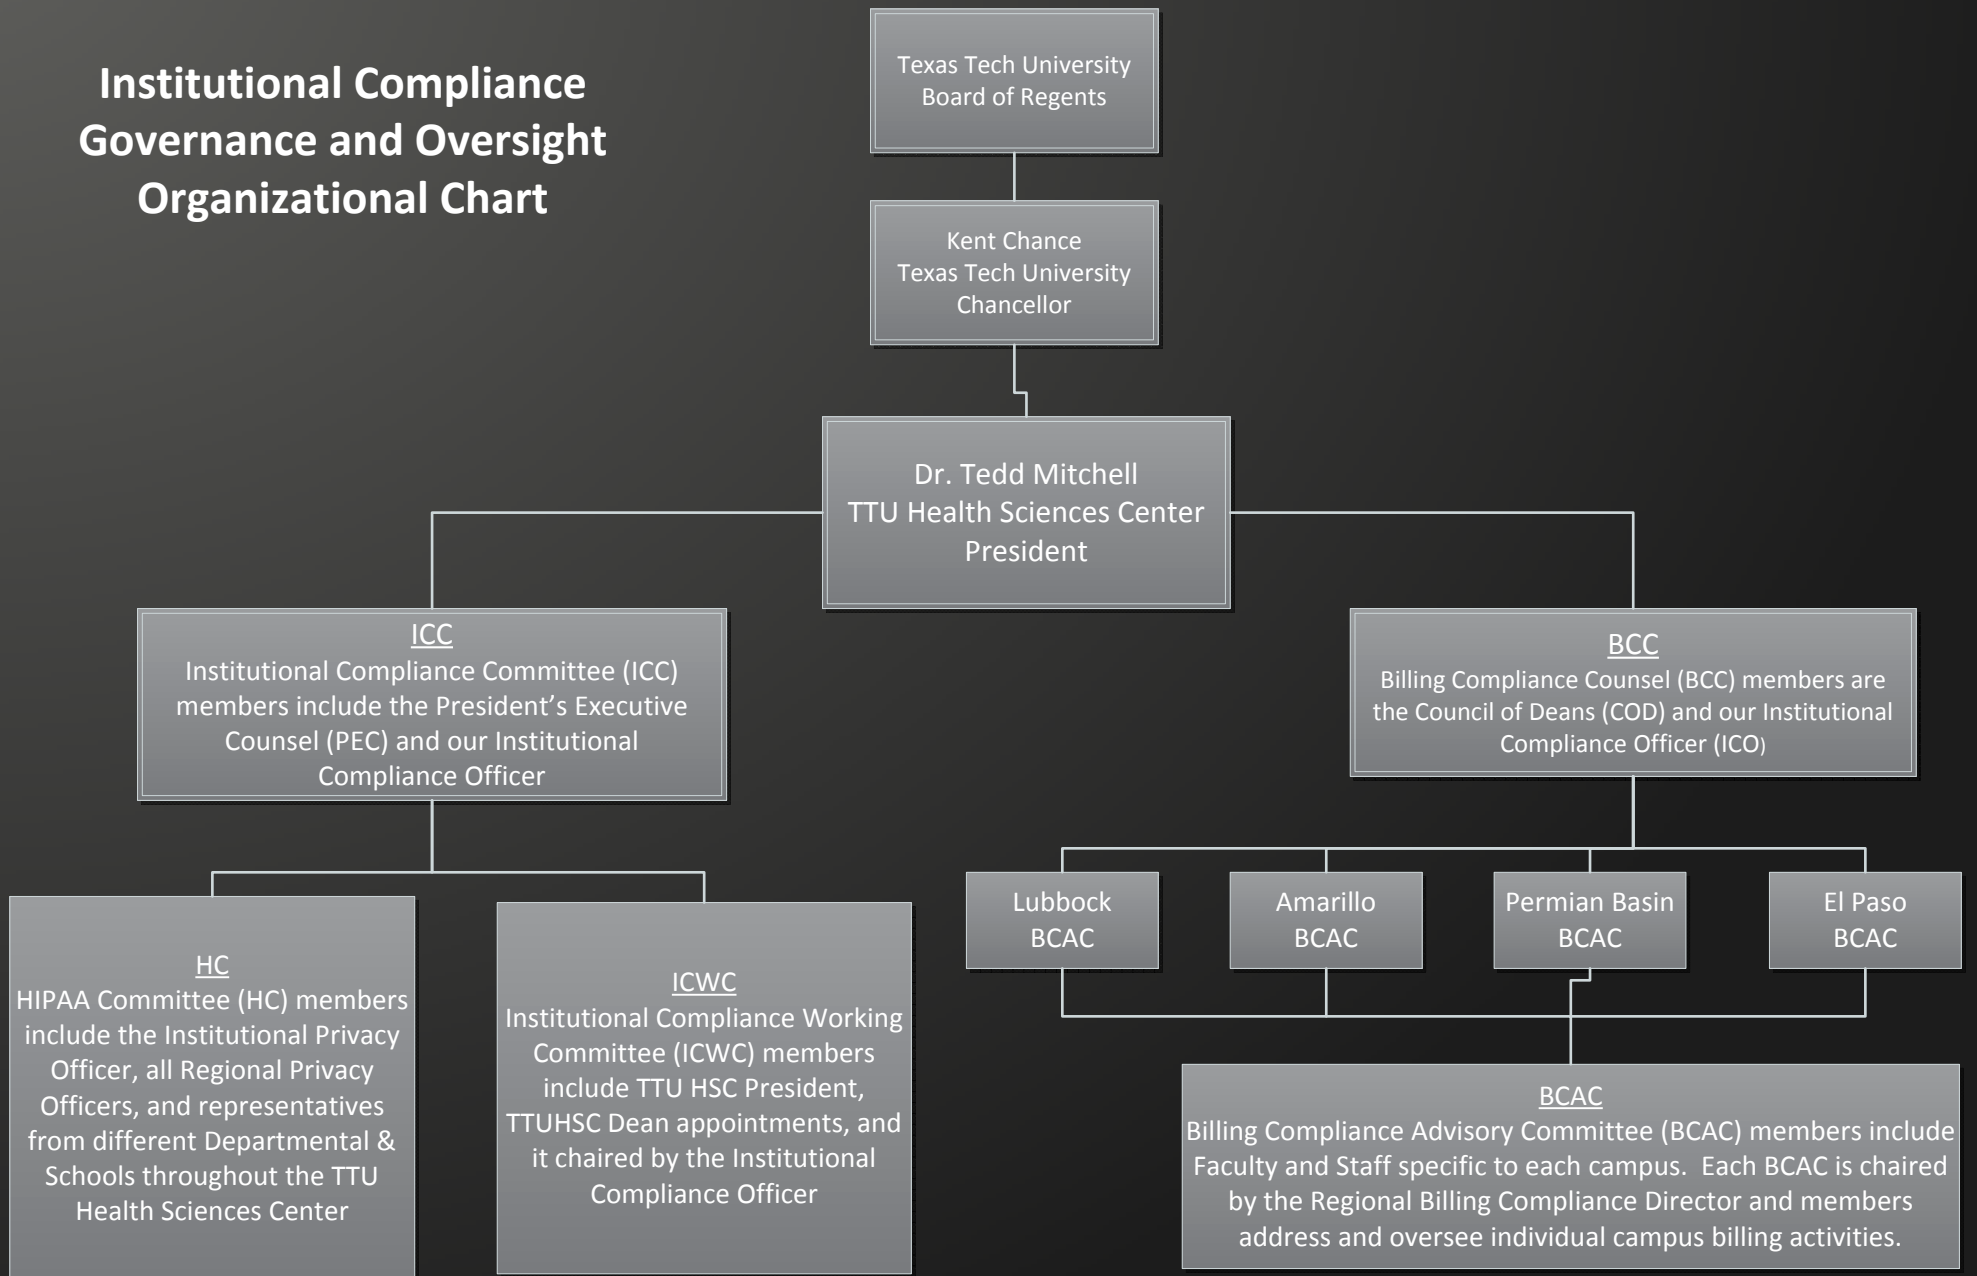 Institutional Compliance
Governance and Oversight
Organizational Chart
Texas Tech University
Board of Regents
Kent Chance
Texas Tech University
Chancellor
Dr. Tedd Mitchell
TTU Health Sciences Center
President
ICC
Institutional Compliance Committee (ICC)
members include the President’s Executive
Counsel (PEC) and our Institutional
Compliance Officer
BCC
Billing Compliance Counsel (BCC) members are
the Council of Deans (COD) and our Institutional
Compliance Officer (ICO)
HC
HIPAA Committee (HC) members
include the Institutional Privacy
Officer, all Regional Privacy
Officers, and representatives
from different Departmental &
Schools throughout the TTU
Health Sciences Center
ICWC
Institutional Compliance Working
Committee (ICWC) members
include TTU HSC President,
TTUHSC Dean appointments, and
it chaired by the Institutional
Compliance Officer
Lubbock
BCAC
Amarillo
BCAC
Permian Basin
BCAC
El Paso
BCAC
BCAC
Billing Compliance Advisory Committee (BCAC) members include
Faculty and Staff specific to each campus.  Each BCAC is chaired
by the Regional Billing Compliance Director and members
address and oversee individual campus billing activities.